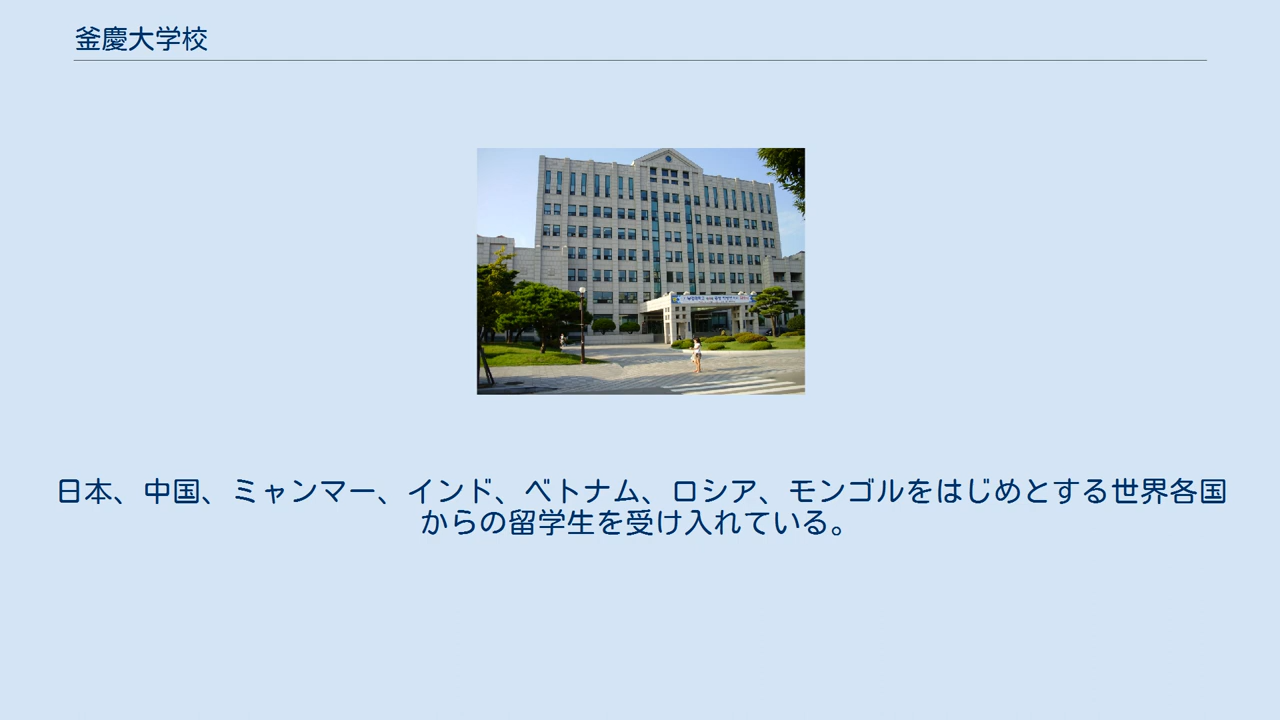 釜慶大学校
日本、中国、ミャンマー、インド、ベトナム、ロシア、モンゴルをはじめとする世界各国
からの留学生を受け入れている。